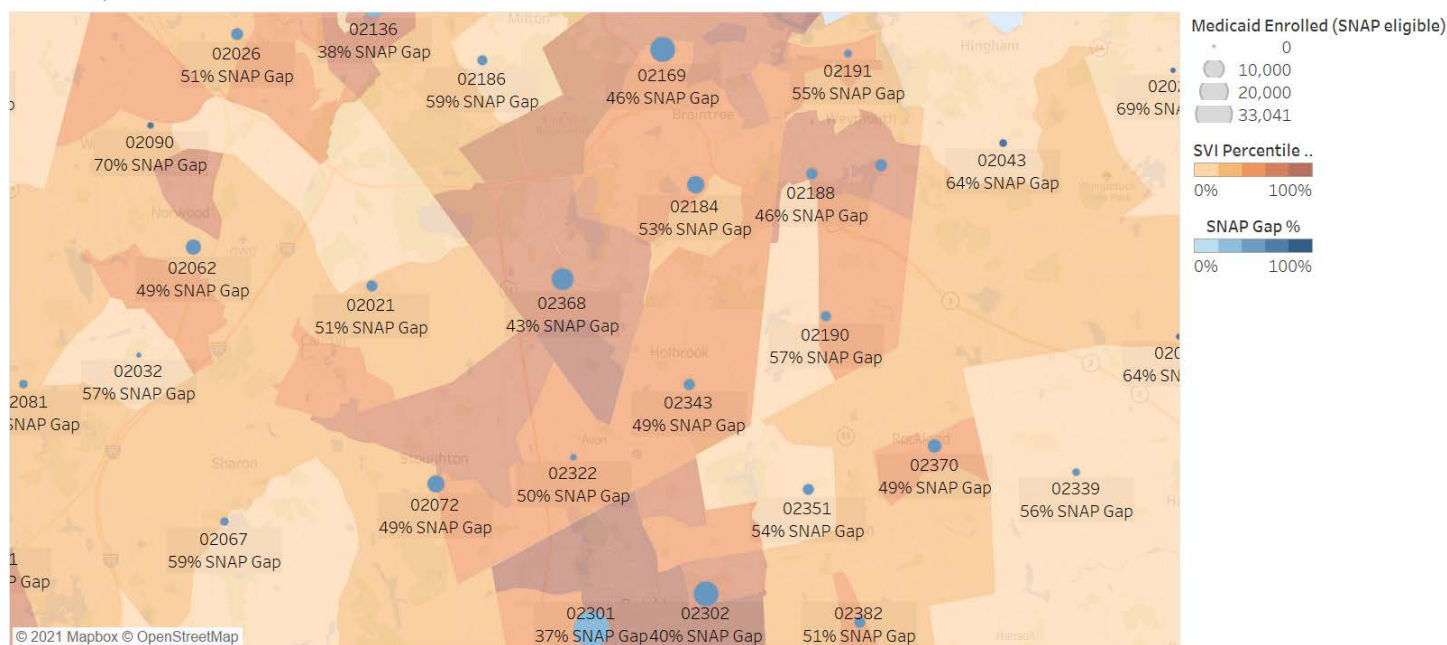 02136
38% SNAP Gap
02026
51% SNAP Gap
Milton
02186
59% SNAP Gap
02169
46% SNAP Gap
02191
55% SNAP Gap
Hingham
69% SNA
02090
70% SNAP Gap
Braintree
Weymouth
02043
64% SNAP Gap
02188
46% SNAP Gap
02184
53% SNAP Gap
Norwood
02062
49% SNAP Gap
02021
51% SNAP Gap
02368
43% SNAP Gap
02190
57% SNAP Gap
Canton
Holbrook
02032
57% SNAP Gap
64% SN
2081
SNAP Gap
02343
49% SNAP Gap
Avon
Rockland
Sharon
Stoughton
02322
50% SNAP Gap
02370
49% SNAP Gap
02072
49% SNAP Gap
02351
54% SNAP Gap
02339
56% SNAP Gap
02067
59% SNAP Gap
P Gap
02301
37% SNAP Gap
02302
40% SNAP Gap
02382
51% SNAP Gap
Hanson
© 2021 Mapbox © OpenStreetMap
Medicaid Enrolled (SNAP eligible)
0
10,000
20,000
33,041
SVI Percentile ..
0% 100%
SNAP Gap %
0% 100%